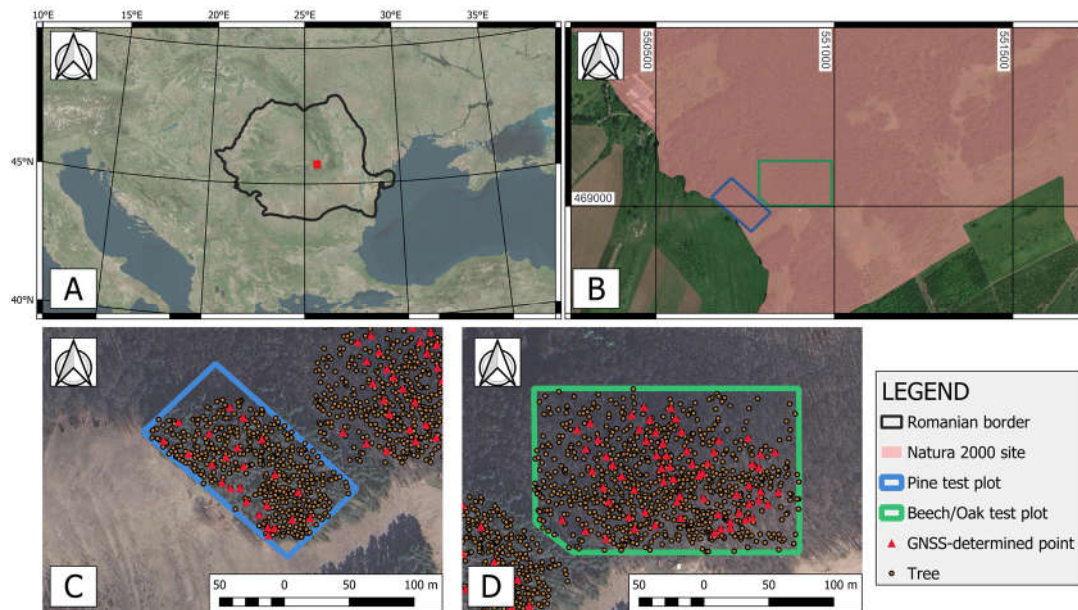 10°E 15°E 20°E 25°E 30°E 35°E
45°N
40°N
A
550500
551000
551500
469000
B
C
50 0 50 100 m
D
50 0 50 100 m
LEGEND
Romanian border
Natura 2000 site
Pine test plot
Beech/Oak test plot
GNSS-determined point
Tree